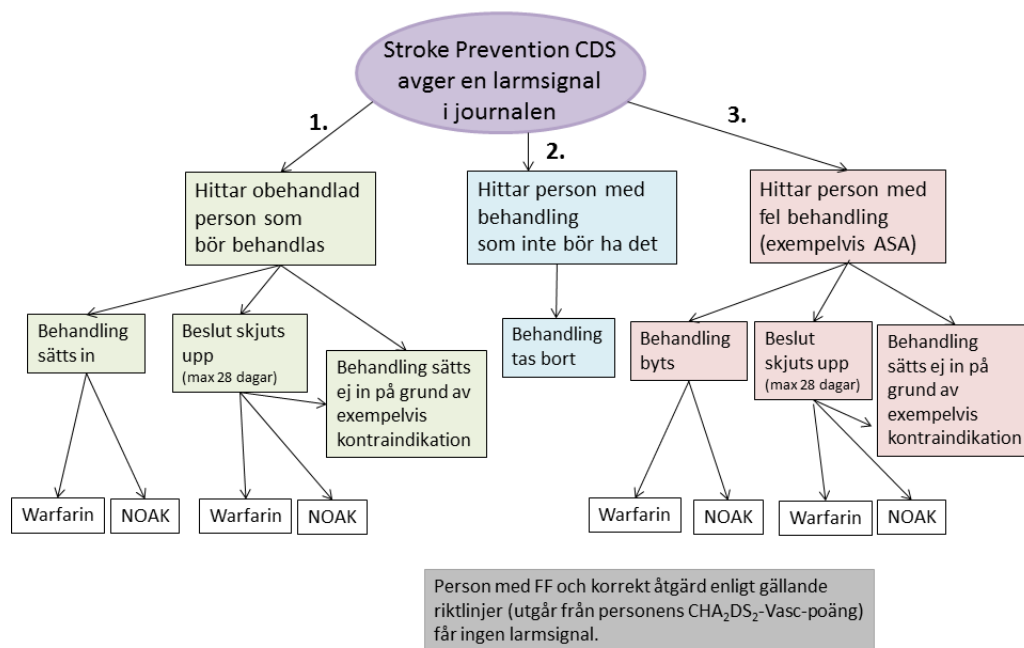 Stroke Prevention CDS
avger en larmsignal
i journalen
1.
2.
3.
Hittar obehandlad
person som
bör behandlas
Hittar person med
behandling
som inte bör ha det
Hittar person med
fel behandling
(exempelvis ASA)
Behandling
sätts in
Beslut skjuts
upp
(max 28 dagar)
Behandling sätts
ej in på grund av
exempelvis
kontraindikation
Behandling
tas bort
Behandling
byts
Beslut
skjuts upp
(max 28 dagar)
Behandling
sätts ej in på
grund av
exempelvis
kontraindikation
Warfarin
NOAK
Warfarin
NOAK
Warfarin
NOAK
Warfarin
NOAK
Person med FF och korrekt åtgärd enligt gällande
riktlinjer (utgår från personens CHA₂DS₂-Vasc-poäng)
får ingen larmsignal.